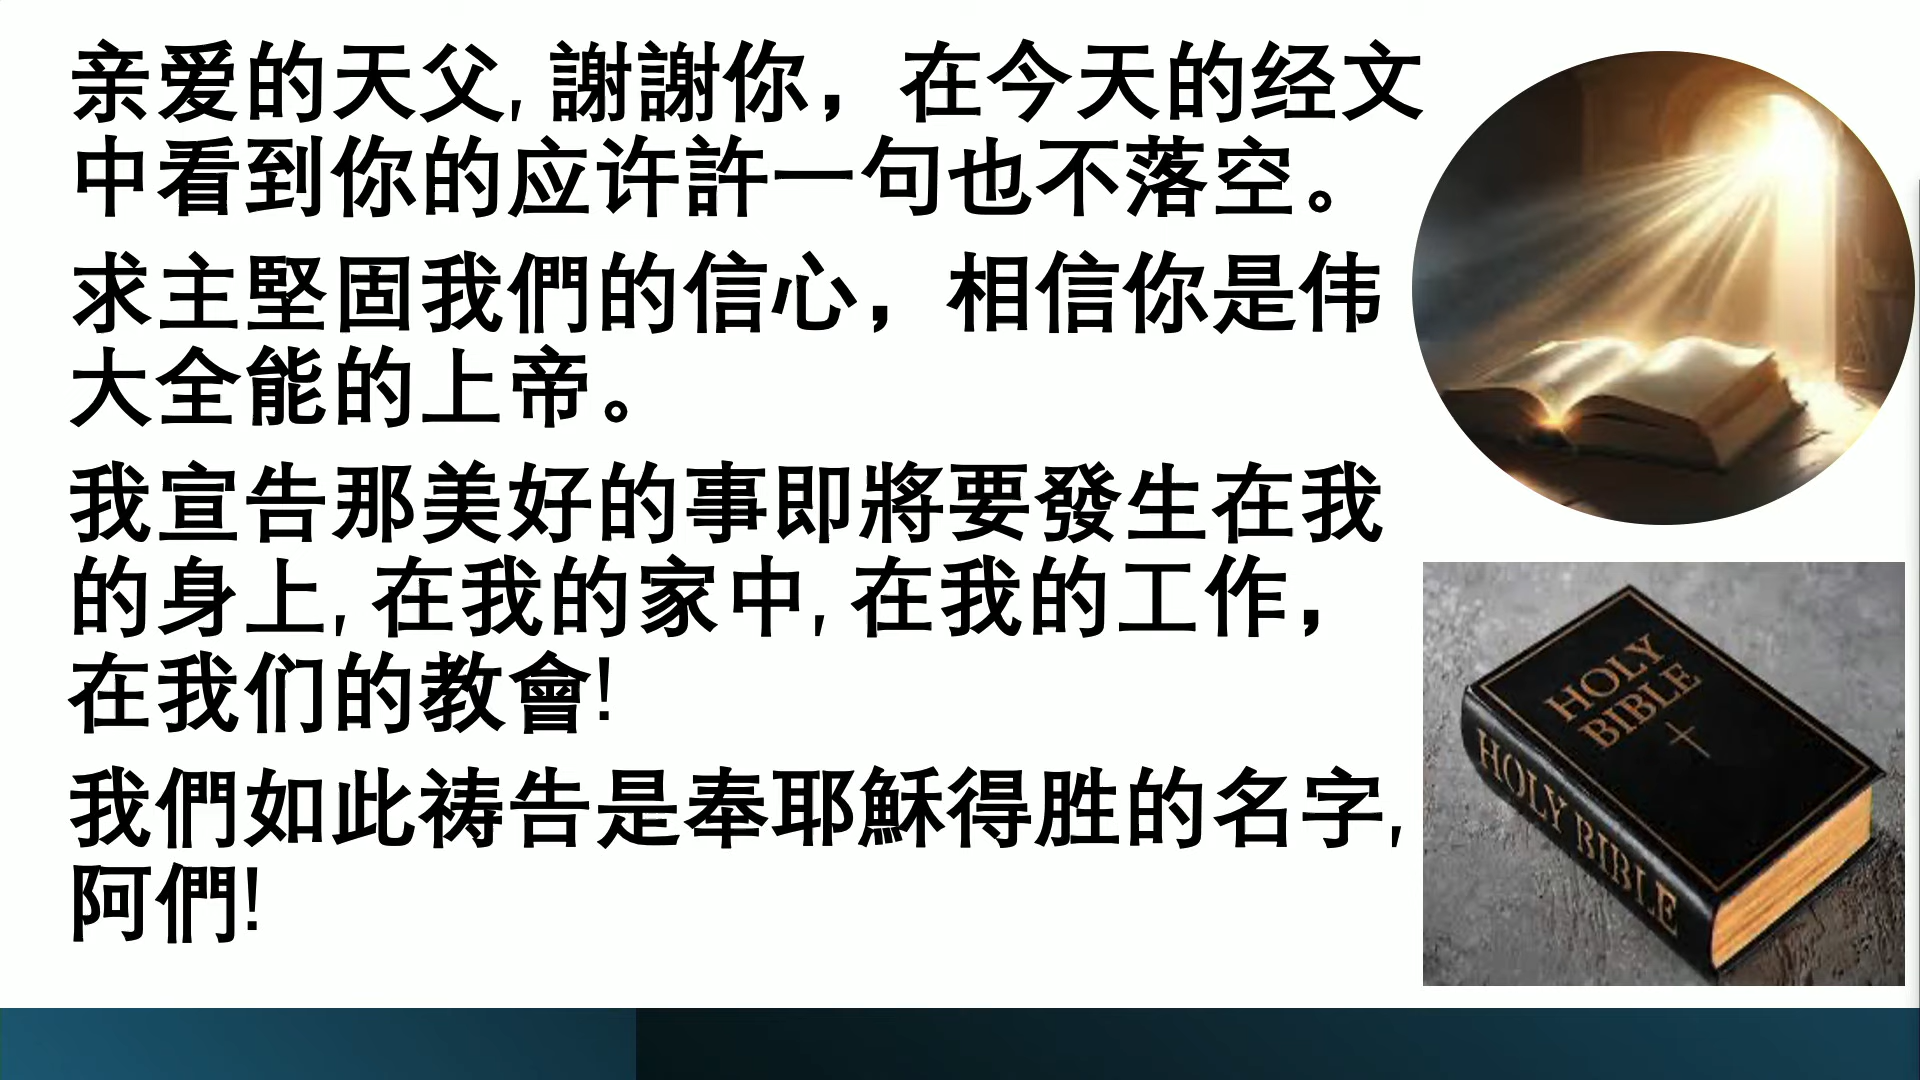 亲爱的天父,謝謝你，在今天的经文
中看到你的应许許一句也不落空。
求主堅固我們的信心，相信你是伟
大全能的上帝。
我宣告那美好的事即將要發生在我
的身上,在我的家中,在我的工作，
在我们的教會!
我們如此祷告是奉耶穌得胜的名字,
阿們!
HOLY
BIBLE
HOLY BIBLE